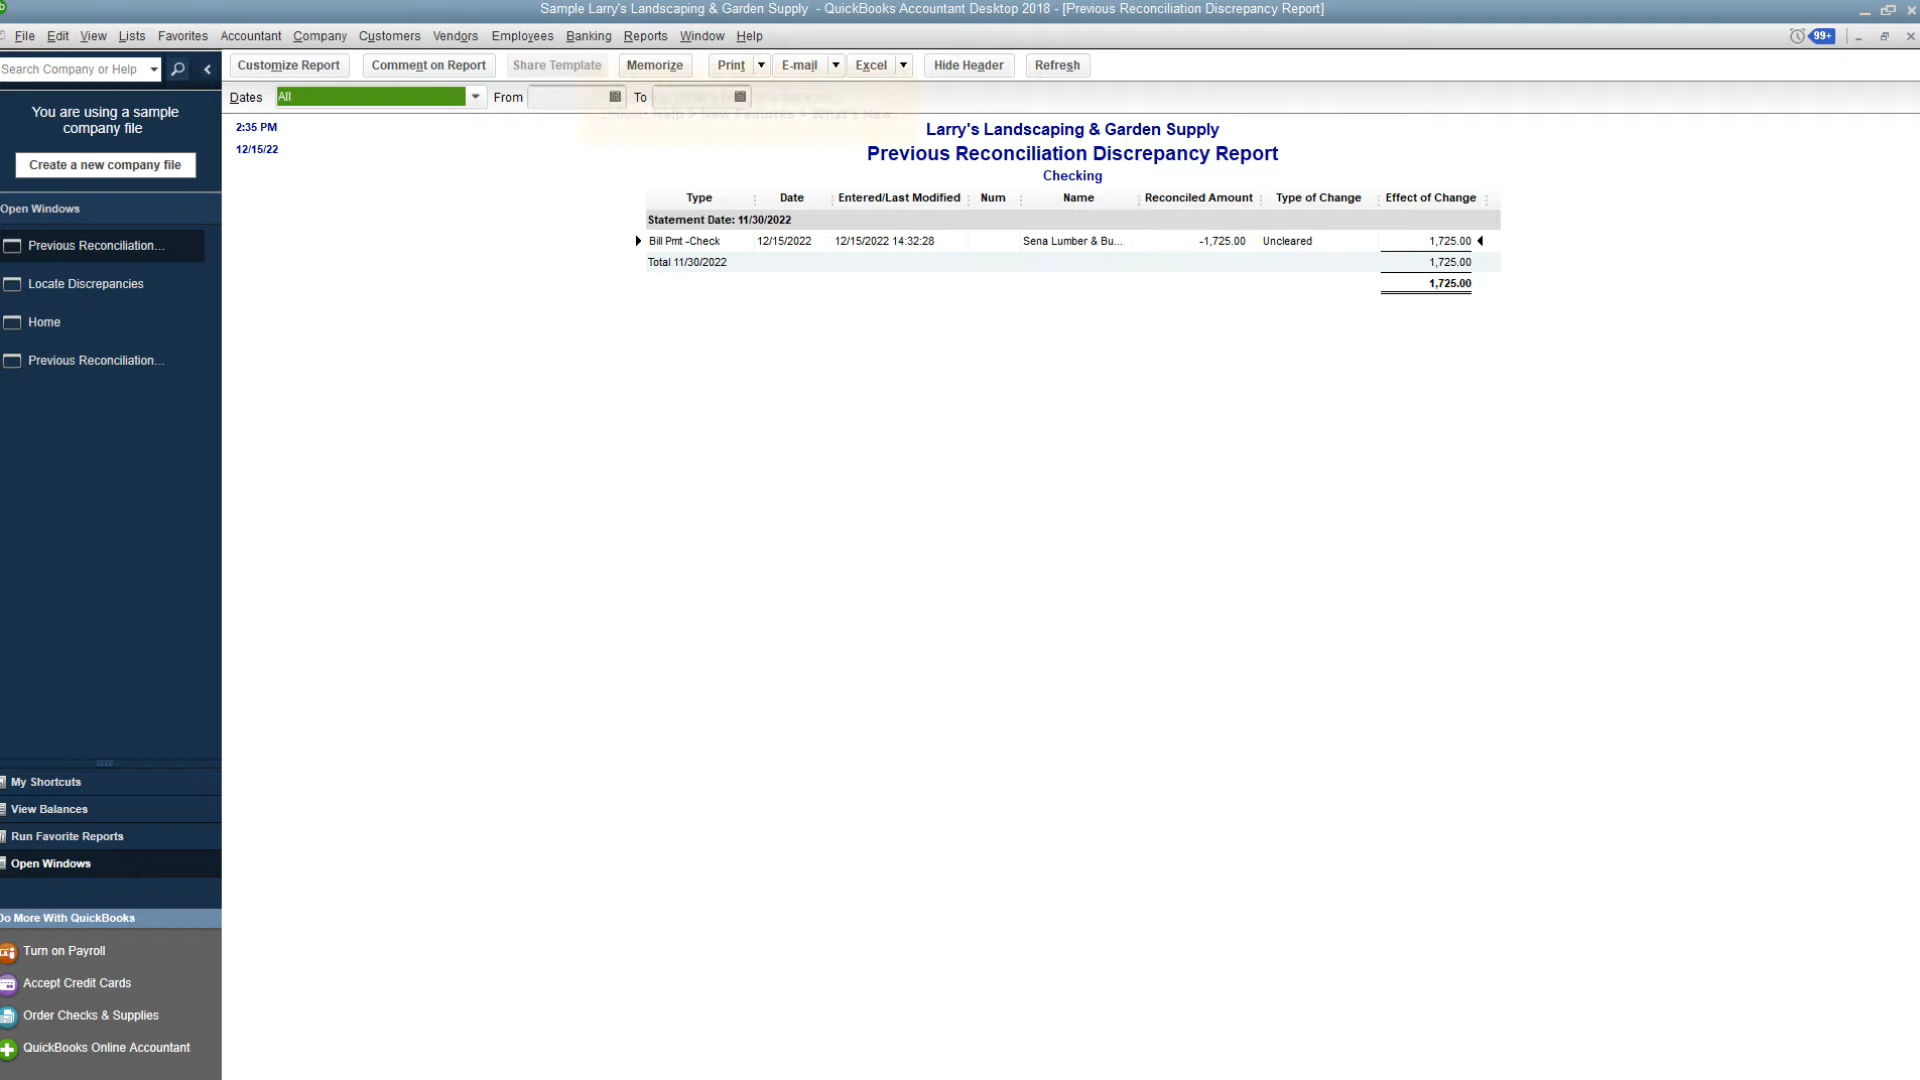 Sample Larry's Landscaping & Garden Supply - QuickBooks Accountant Desktop 2018 - [Previous Reconciliation Discrepancy Report]
File Edit View Lists Favorites Accountant Company Customers Vendors Employees Banking Reports Window Help
99+
Search Company or Help
Customize Report Comment on Report Share Template Memorize Print E-mail Excel Hide Header Refresh
Dates All From To
You are using a sample
company file
Create a new company file
Open Windows
Previous Reconciliation...
Locate Discrepancies
Home
Previous Reconciliation...
My Shortcuts
View Balances
Run Favorite Reports
Open Windows
Do More With QuickBooks
Turn on Payroll
Accept Credit Cards
Order Checks & Supplies
QuickBooks Online Accountant
2:35 PM
12/15/22
Larry's Landscaping & Garden Supply
Previous Reconciliation Discrepancy Report
Checking
Type Date Entered/Last Modified Num Name Reconciled Amount Type of Change Effect of Change
Statement Date: 11/30/2022
Bill Pmt -Check 12/15/2022 12/15/2022 14:32:28 Sena Lumber & Bu... -1,725.00 Uncleared 1,725.00
Total 11/30/2022 1,725.00
1,725.00